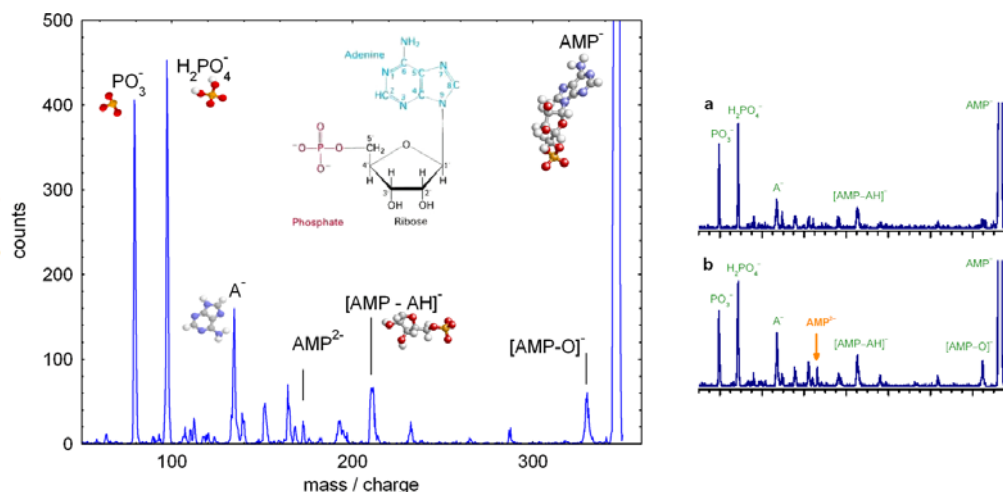 500
400
300
200
100
0
counts
100
200
300
mass / charge
PO₃⁻
H₂PO₄⁻
A⁻
AMP²⁻
[AMP - AH]⁻
[AMP-O]⁻
AMP⁻
Adenine
NH₂
C
6
N
1
5
C
N
7
HC
2
C
4
8
C
N
3
N
9
O
⁻O
P
O
5'
CH₂
O
O⁻
4'
1'
H
H
H
H
3'
2'
OH
OH
Phosphate
Ribose
a
PO₃⁻
H₂PO₄⁻
A⁻
[AMP–AH]⁻
AMP⁻
b
PO₃⁻
H₂PO₄⁻
A⁻
AMP²⁻
[AMP–AH]⁻
[AMP–O]⁻
AMP⁻